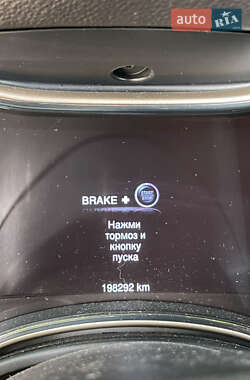 auto RIA
BRAKE +
START
STOP
Нажми
тормоз и
кнопку
пуска
198292 km